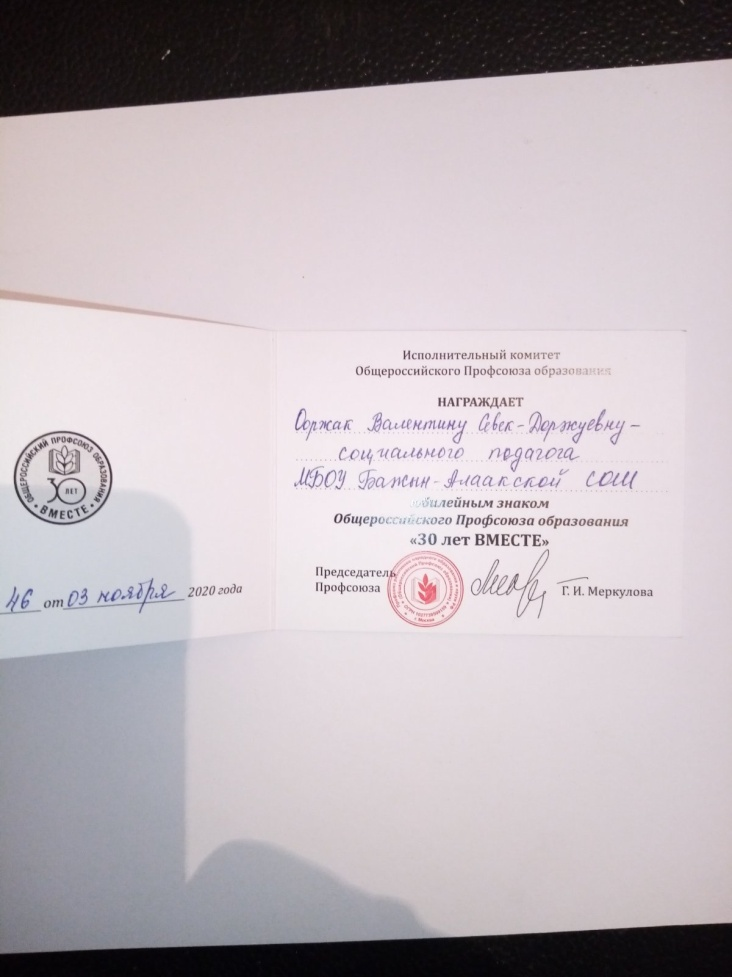 ОБЩЕРОССИЙСКИЙ ПРОФСОЮЗ ОБРАЗОВАНИЯ
30 ЛЕТ
• ВМЕСТЕ •
46 от 03 ноября 2020 года
Исполнительный комитет
Общероссийского Профсоюза образования
НАГРАЖДАЕТ
Ооржак Валентину Севек-Доржуевну -
социального педагога
МБОУ Бажын-Алаакской СОШ
юбилейным знаком
Общероссийского Профсоюза образования
«30 лет ВМЕСТЕ»
Председатель
Профсоюза
Г. И. Меркулова